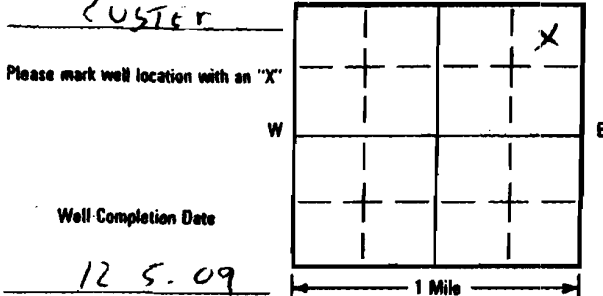 Custer
X
Please mark well location with an "X"
W
E
Well Completion Date
12 5.09
1 Mile